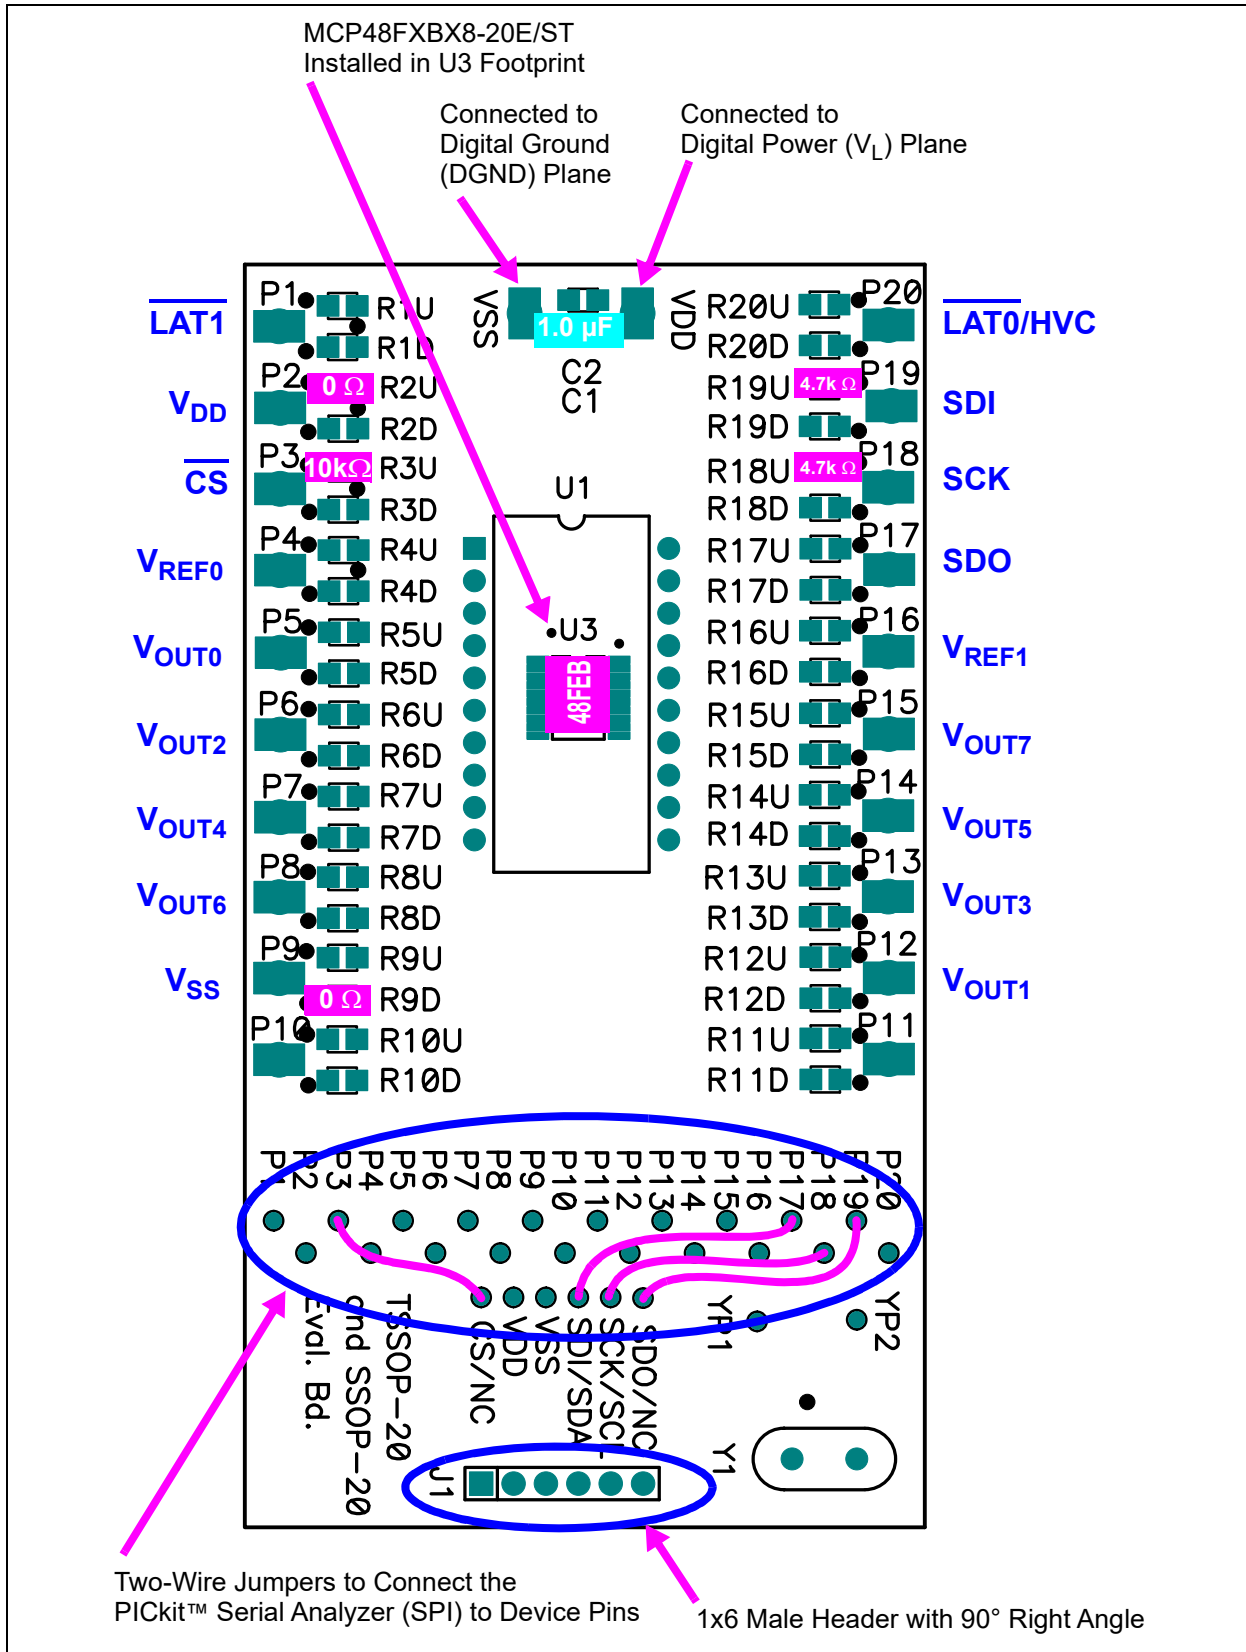 MCP48FXBX8-20E/ST
Installed in U3 Footprint
Connected to
Digital Ground
(DGND) Plane
Connected to
Digital Power (VL) Plane
LAT1
VDD
CS
VREF0
VOUT0
VOUT2
VOUT4
VOUT6
VSS
P1
P2
P3
P4
P5
P6
P7
P8
P9
P10
R1U
R1D
0 Ω
R2U
R2D
10kΩ
R3U
R3D
R4U
R4D
R5U
R5D
R6U
R6D
R7U
R7D
R8U
R8D
R9U
0 Ω
R9D
R10U
R10D
VSS
1.0 µF
VDD
C2
C1
U1
U3
48FEB
R20U
R20D
R19U
4.7k Ω
R19D
R18U
4.7k Ω
R18D
R17U
R17D
R16U
R16D
R15U
R15D
R14U
R14D
R13U
R13D
R12U
R12D
R11U
R11D
P20
P19
P18
P17
P16
P15
P14
P13
P12
P11
LAT0/HVC
SDI
SCK
SDO
VREF1
VOUT7
VOUT5
VOUT3
VOUT1
P1
P2
P3
P4
P5
P6
P7
P8
P9
P10
P11
P12
P13
P14
P15
P16
P17
P18
P19
P20
TSSOP-20
and SSOP-20
Eval. Bd.
CS/NC
VDD
VSS
SDI/SDA
SCK/SCL
SDO/NC
YP1
YP2
J1
Y1
Two-Wire Jumpers to Connect the
PICkit™ Serial Analyzer (SPI) to Device Pins
1x6 Male Header with 90° Right Angle